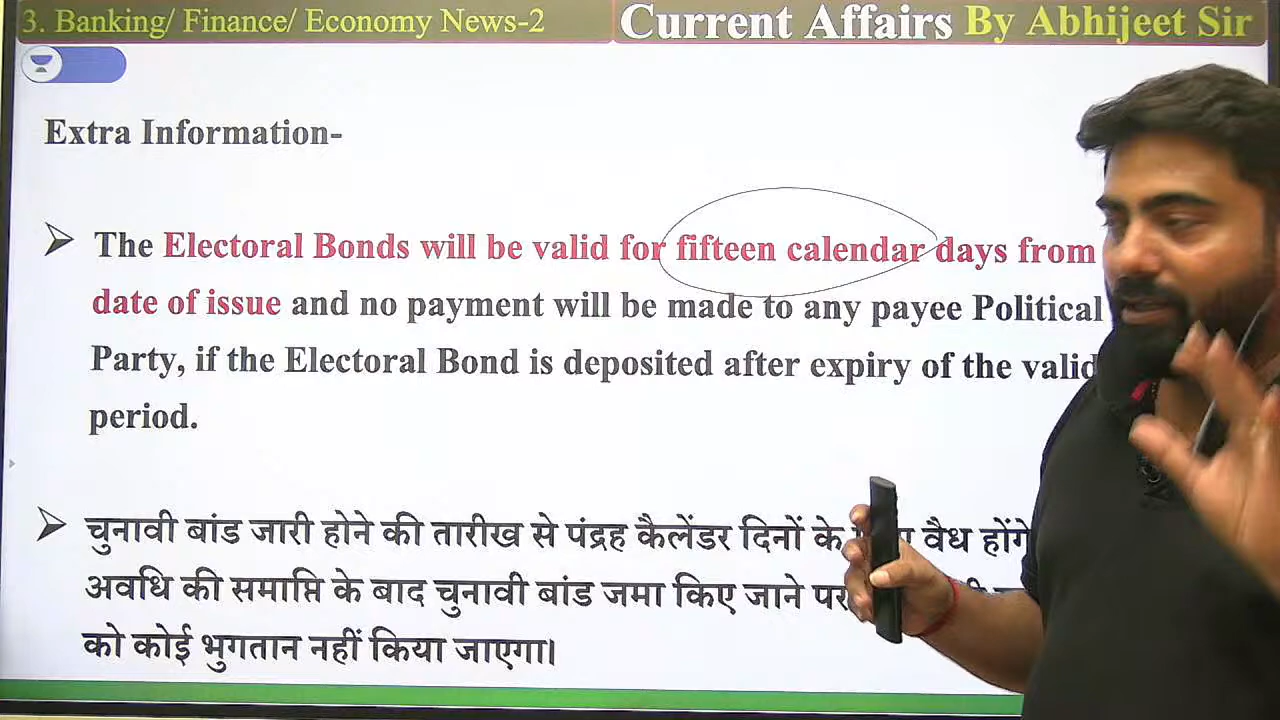 3. Banking/ Finance/ Economy News-2
Current Affairs By Abhijeet Sir
Extra Information-
The Electoral Bonds will be valid for fifteen calendar days from
date of issue and no payment will be made to any payee Political
Party, if the Electoral Bond is deposited after expiry of the valid
period.
चुनावी बांड जारी होने की तारीख से पंद्रह कैलेंडर दिनों के वैध होंगे
अवधि की समाप्ति के बाद चुनावी बांड जमा किए जाने पर
को कोई भुगतान नहीं किया जाएगा।